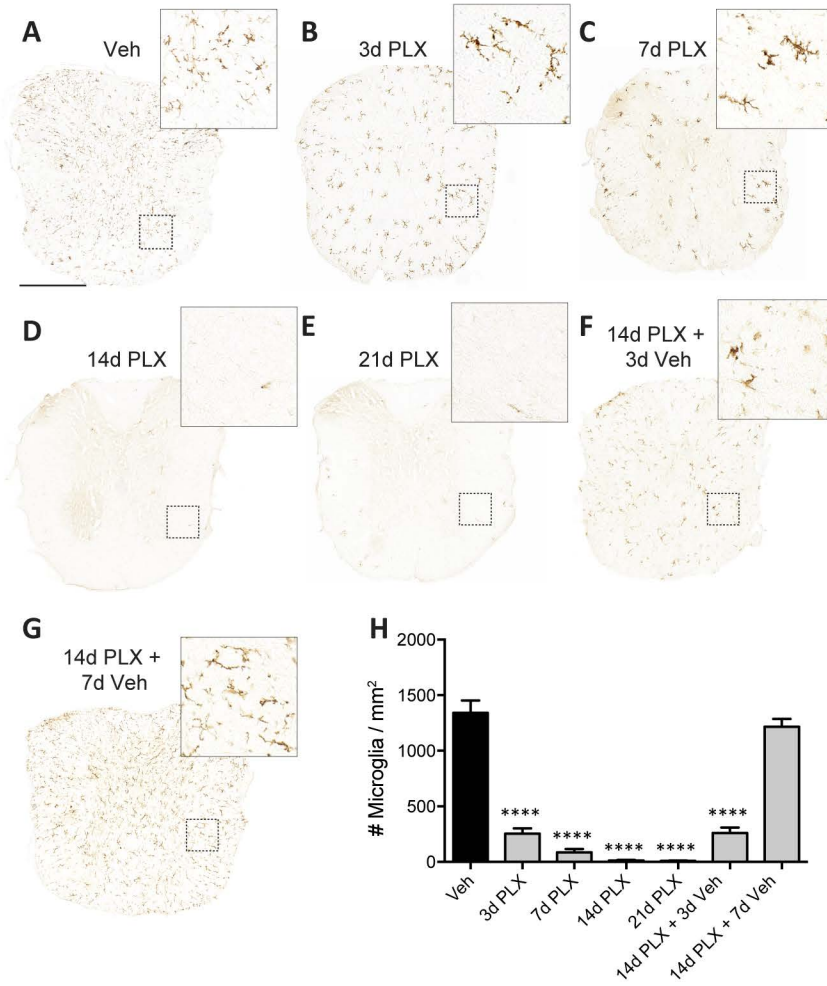 A
Veh
B
3d PLX
C
7d PLX
D
14d PLX
E
21d PLX
F
14d PLX +
3d Veh
G
14d PLX +
7d Veh
H
# Microglia / mm²
2000
1500
1000
500
0
****
****
****
****
****
Veh
3d PLX
7d PLX
14d PLX
21d PLX
14d PLX + 3d Veh
14d PLX + 7d Veh